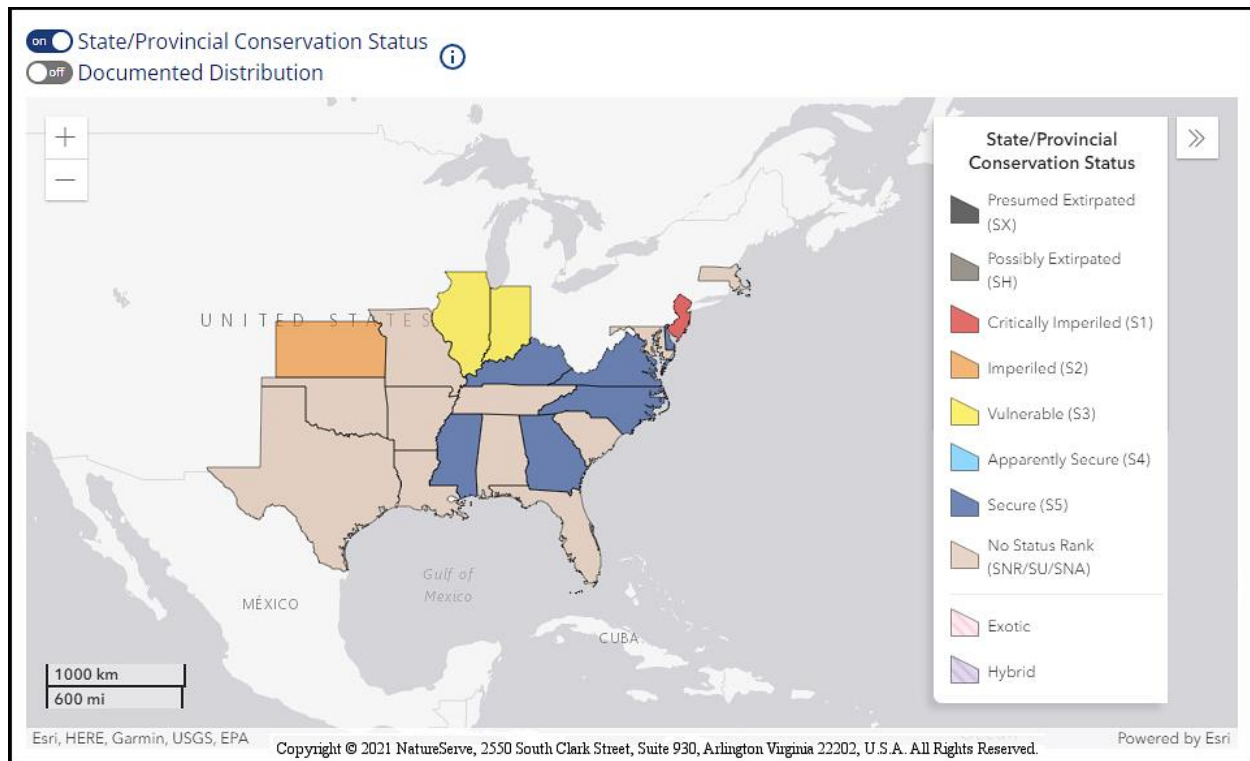 on State/Provincial Conservation Status
off Documented Distribution
UNITED STATES
Gulf of
Mexico
MÉXICO
CUBA
1000 km
600 mi
State/Provincial
Conservation Status
Presumed Extirpated
(SX)
Possibly Extirpated
(SH)
Critically Imperiled (S1)
Imperiled (S2)
Vulnerable (S3)
Apparently Secure (S4)
Secure (S5)
No Status Rank
(SNR/SU/SNA)
Exotic
Hybrid
Esri, HERE, Garmin, USGS, EPA
Copyright © 2021 NatureServe, 2550 South Clark Street, Suite 930, Arlington Virginia 22202, U.S.A. All Rights Reserved.
Powered by Esri